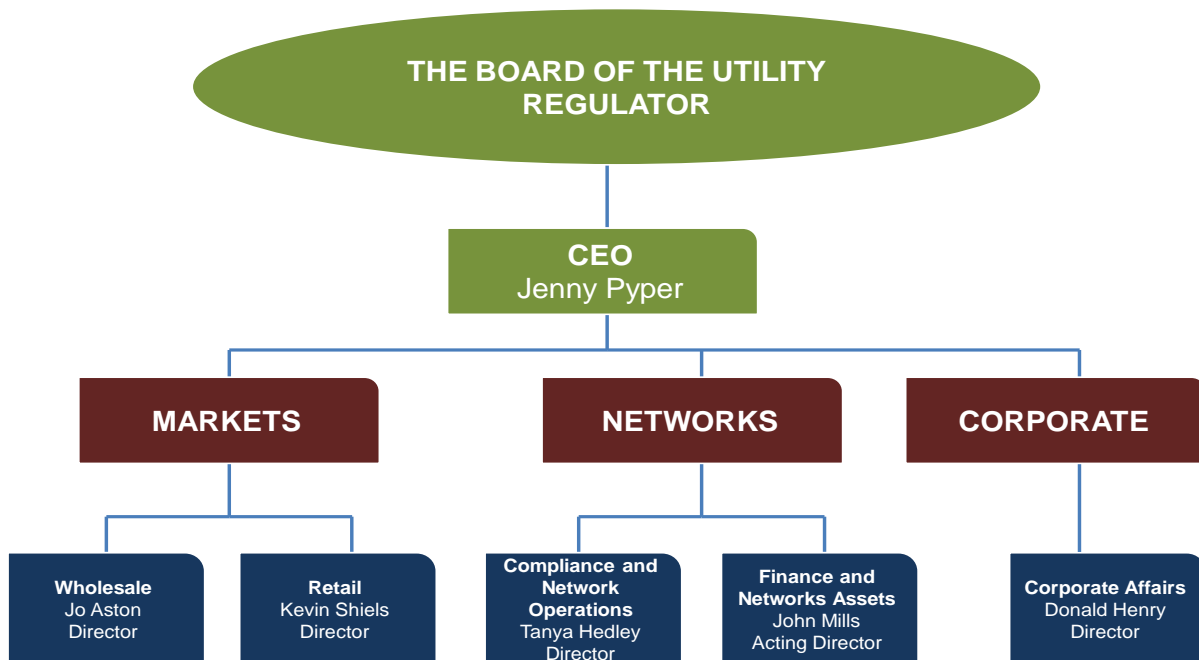 THE BOARD OF THE UTILITY
REGULATOR
CEO
Jenny Pyper
MARKETS
NETWORKS
CORPORATE
Wholesale
Jo Aston
Director
Retail
Kevin Shiels
Director
Compliance and
Network
Operations
Tanya Hedley
Director
Finance and
Networks Assets
John Mills
Acting Director
Corporate Affairs
Donald Henry
Director